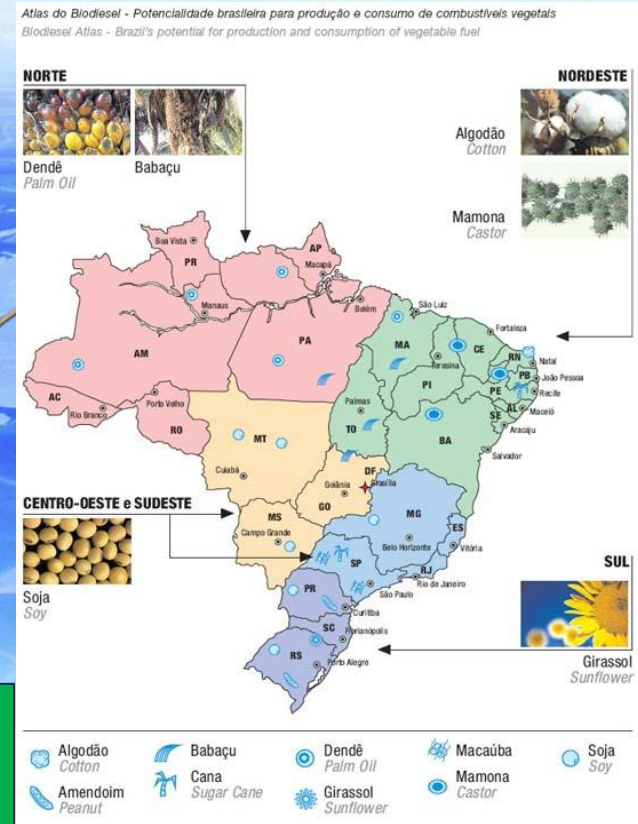 Atlas do Biodiesel - Potencialidade brasileira para produção e consumo de combustíveis vegetais
Biodiesel Atlas - Brazil's potential for production and consumption of vegetable fuel
NORTE
Dendê
Palm Oil
Babaçu
NORDESTE
Algodão
Cotton
Mamona
Castor
Boa Vista
PR
AP
Macapá
Manaus
Belém
São Luiz
Fortaleza
AM
PA
MA
Teresina
CE
RN
Natal
PB
João Pessoa
PI
PE
Recife
AC
Rio Branco
Porto Velho
RO
Palmas
TO
AL
Maceió
SE
Aracaju
BA
Salvador
MT
Cuiabá
DF
Brasília
Goiânia
GO
CENTRO-OESTE e SUDESTE
Soja
Soy
MS
Campo Grande
MG
Belo Horizonte
ES
Vitória
SP
São Paulo
RJ
Rio de Janeiro
PR
Curitiba
SC
Florianópolis
RS
Porto Alegre
SUL
Girassol
Sunflower
Algodão
Cotton
Babaçu
Dendê
Palm Oil
Macaúba
Soja
Soy
Amendoim
Peanut
Cana
Sugar Cane
Girassol
Sunflower
Mamona
Castor